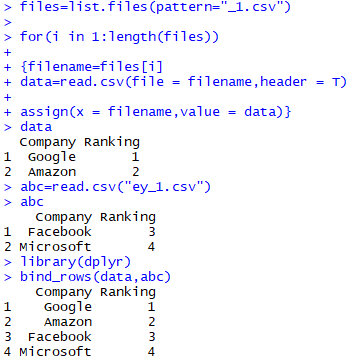 > files=list.files(pattern="_1.csv")
>
> for(i in 1:length(files))
+
+ {filename=files[i]
+ data=read.csv(file = filename,header = T)
+
+ assign(x = filename,value = data)}
> data
  Company Ranking
1  Google       1
2  Amazon       2
> abc=read.csv("ey_1.csv")
> abc
    Company Ranking
1  Facebook       3
2 Microsoft       4
> library(dplyr)
> bind_rows(data,abc)
    Company Ranking
1    Google       1
2    Amazon       2
3  Facebook       3
4 Microsoft       4